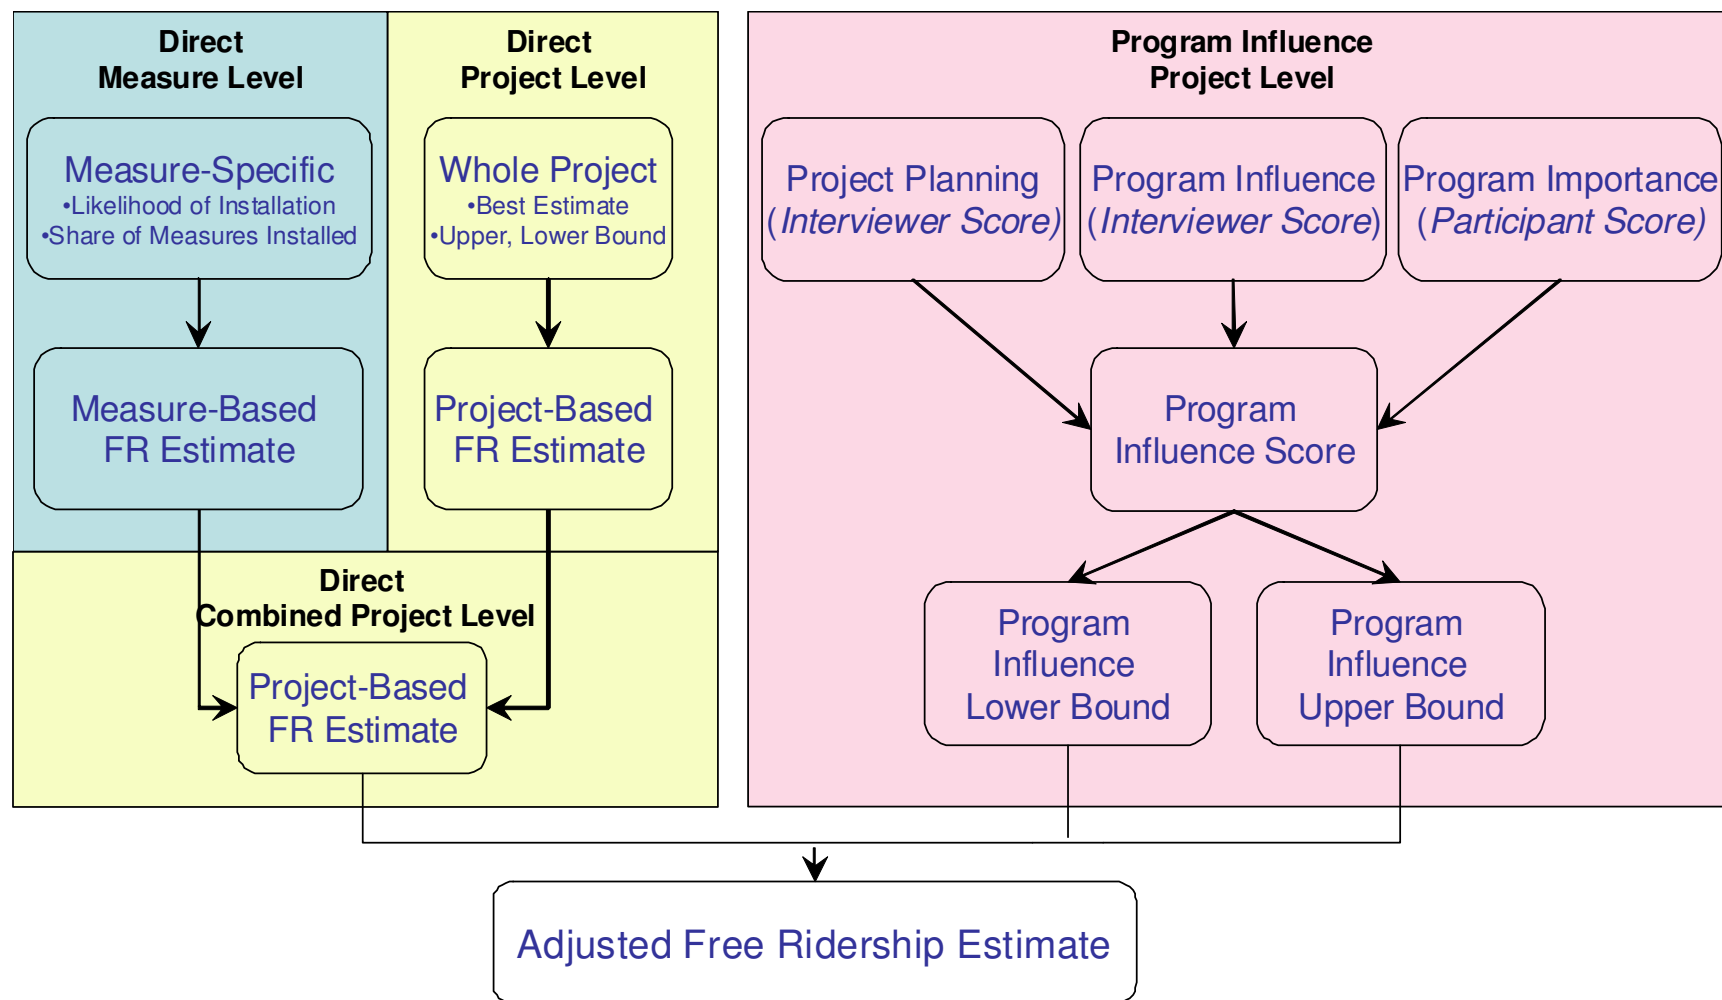 Direct
Measure Level
Measure-Specific
•Likelihood of Installation
•Share of Measures Installed
Measure-Based
FR Estimate
Direct
Project Level
Whole Project
•Best Estimate
•Upper, Lower Bound
Project-Based
FR Estimate
Direct
Combined Project Level
Project-Based
FR Estimate
Program Influence
Project Level
Project Planning
(Interviewer Score)
Program Influence
(Interviewer Score)
Program Importance
(Participant Score)
Program
Influence Score
Program
Influence
Lower Bound
Program
Influence
Upper Bound
Adjusted Free Ridership Estimate